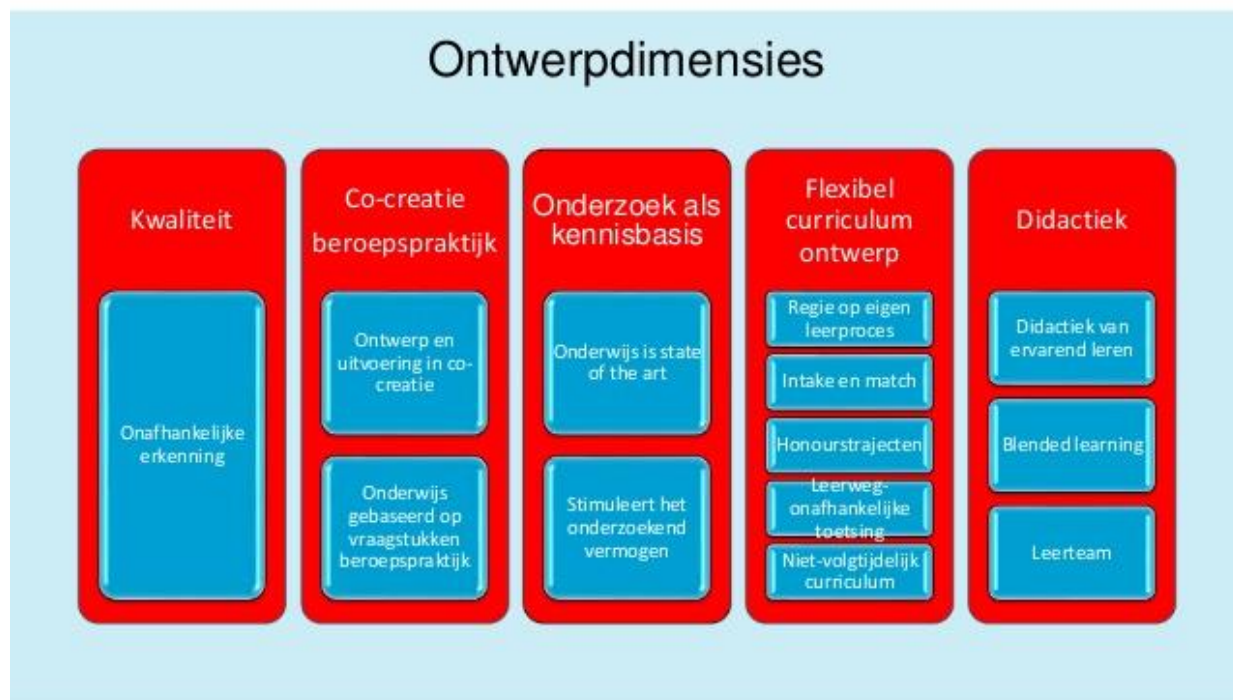 Ontwerpdimensies
Kwaliteit
Onafhankelijke
erkenning
Co-creatie
beroepspraktijk
Ontwerp en
uitvoering in co-
creatie
Onderwijs
gebaseerd op
vraagstukken
beroepspraktijk
Onderzoek als
kennisbasis
Onderwijs is state
of the art
Stimuleert het
onderzoekend
vermogen
Flexibel
curriculum
ontwerp
Regie op eigen
leerproces
Intake en match
Honourstrajecten
Leerweg-
onafhankelijke
toetsing
Niet-volgtijdelijk
curriculum
Didactiek
Didactiek van
ervarend leren
Blended learning
Leerteam